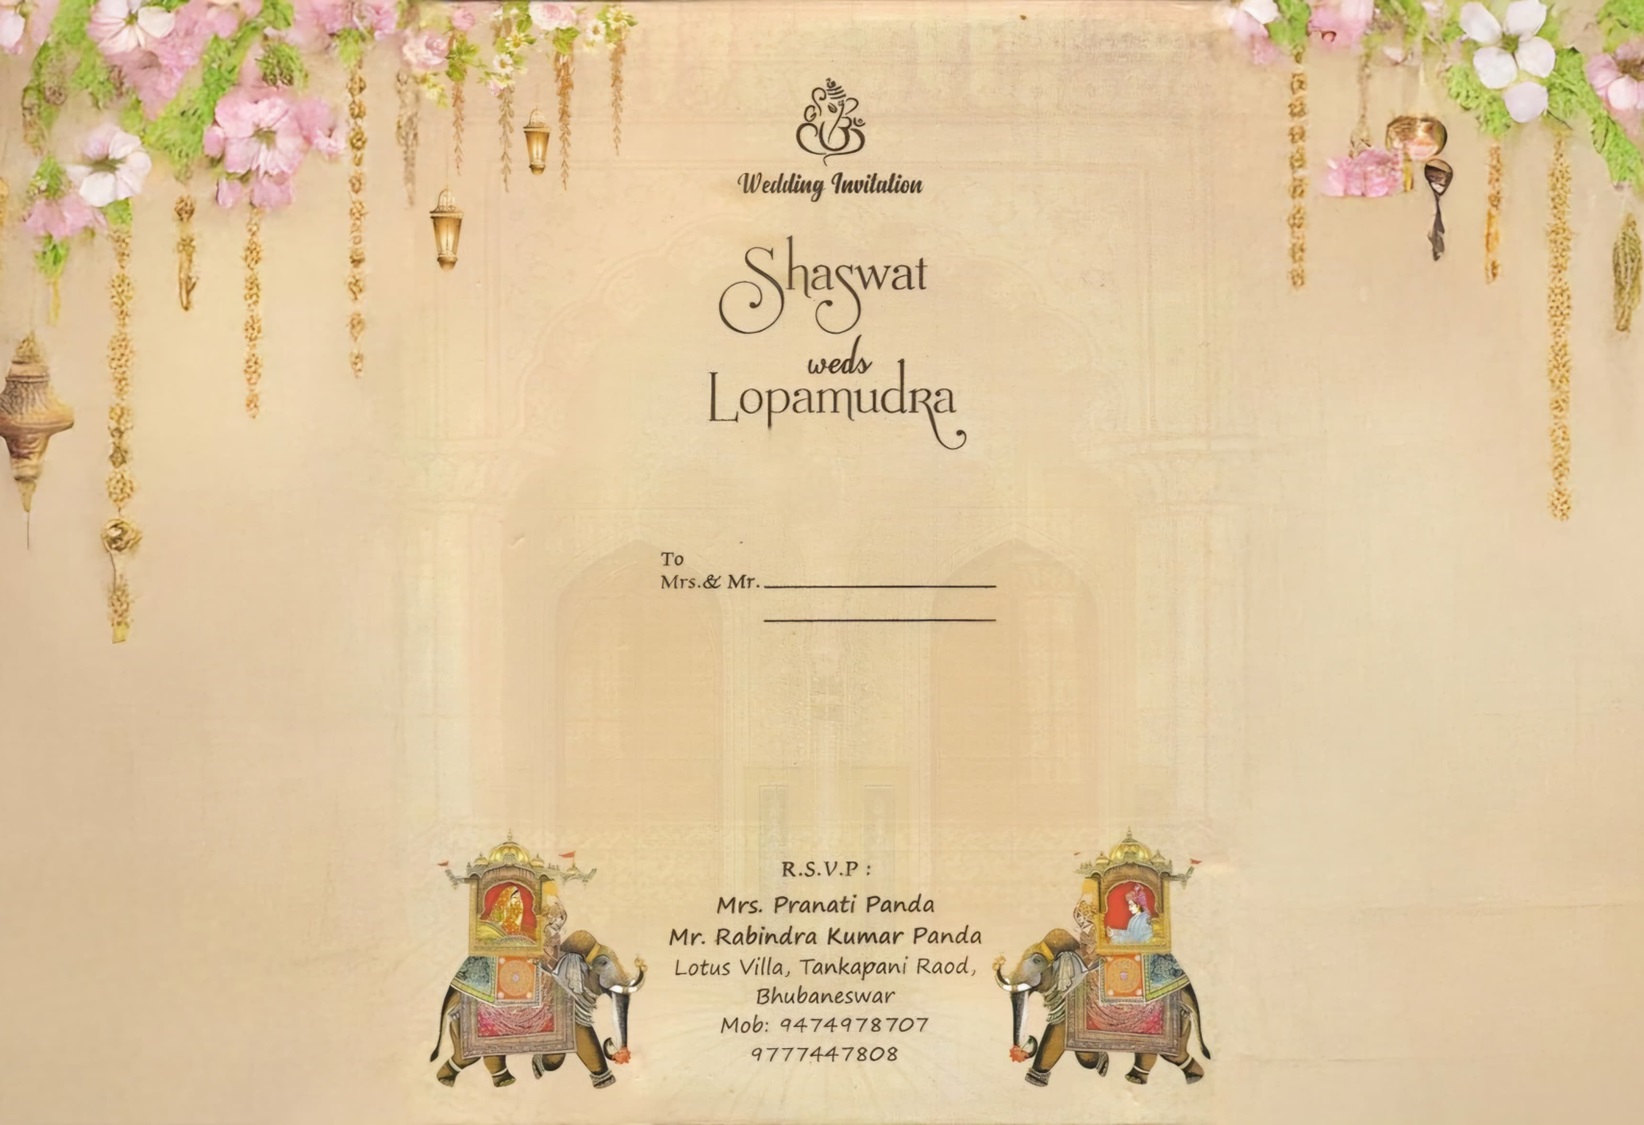 Wedding Invitation
Shaswat
weds
Lopamudra
To
Mrs.& Mr.
R.S.V.P :
Mrs. Pranati Panda
Mr. Rabindra Kumar Panda
Lotus Villa, Tankapani Raod,
Bhubaneswar
Mob: 9474978707
9777447808